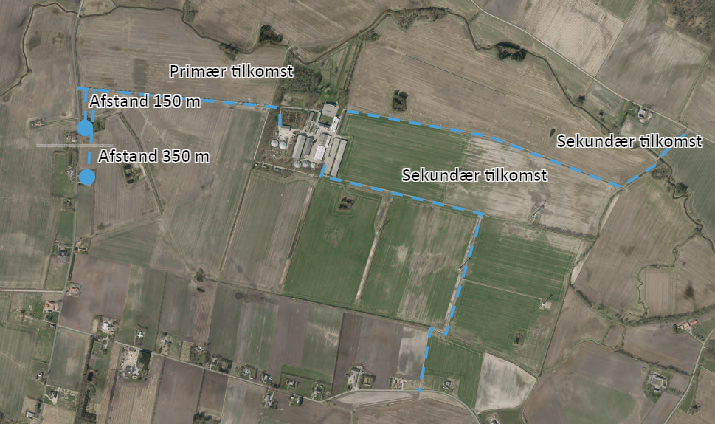 Primær tilkomst
Afstand 150 m
Sekundær tilkomst
Afstand 350 m
Sekundær tilkomst